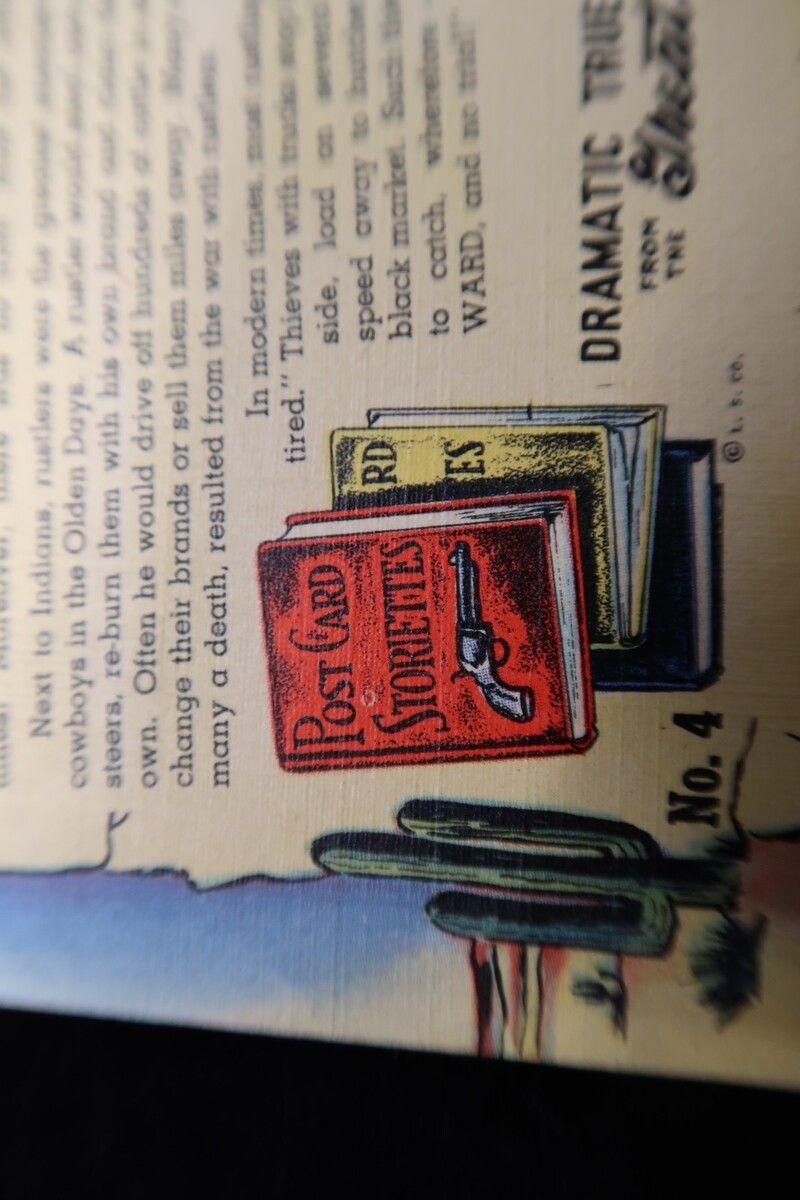 Next to Indians, rustlers were the greatest
cowboys in the Olden Days. A rustler would
steers, re-burn them with his own brand and
own. Often he would drive off hundreds of cattle
change their brands or sell them miles away. Many
many a death, resulted from the war with rustlers.
In modern times, most rustlers
tired." Thieves with trucks stop
side, load on several
speed away to butcher
black market. Such
to catch, wherefore
WARD, and no trial"
POST CARD
STORIETTES
RD
ES
No. 4
DRAMATIC TRUE
FROM
THE
© L. S. CO.